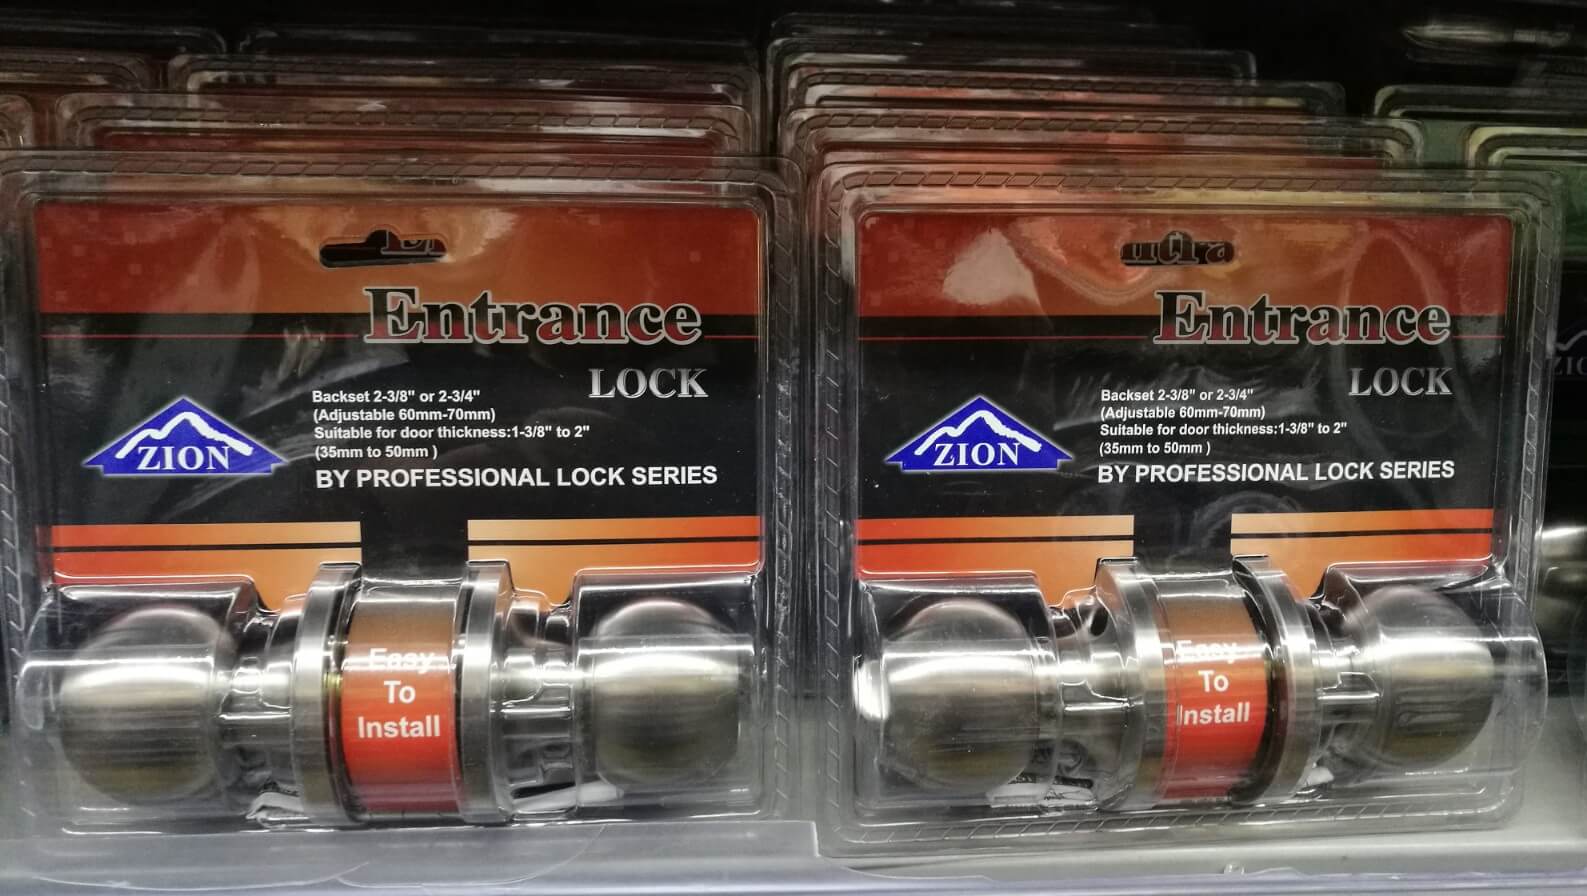 Entrance
LOCK
Backset 2-3/8" or 2-3/4"
(Adjustable 60mm-70mm)
Suitable for door thickness:1-3/8" to 2"
(35mm to 50mm )
ZION
BY PROFESSIONAL LOCK SERIES
Easy
To
Install
Entrance
LOCK
Backset 2-3/8" or 2-3/4"
(Adjustable 60mm-70mm)
Suitable for door thickness:1-3/8" to 2"
(35mm to 50mm )
ZION
BY PROFESSIONAL LOCK SERIES
Easy
To
Install